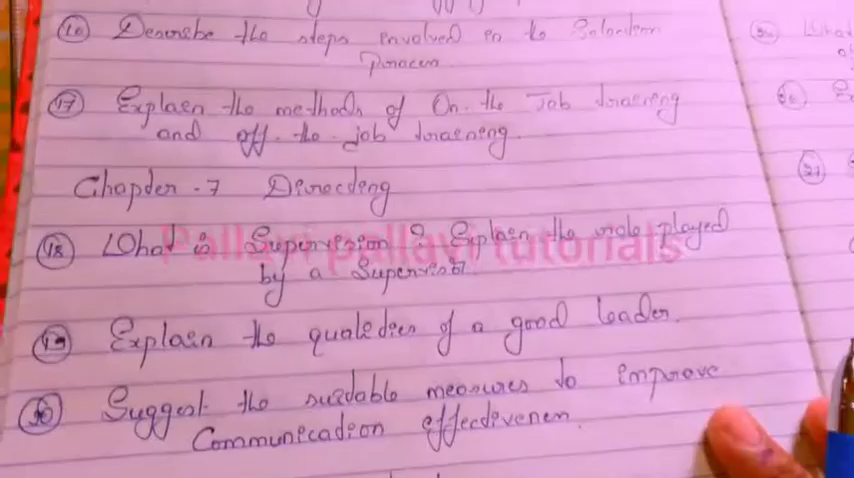 (16) Describe the steps involved in the Selection
Process.
(17) Explain the methods of On-the Job training
and off-the-job training.
Chapter-7 Directing
(18) What is Supervision? Explain the role played
by a Supervisor.
Pallavi pallavi tutorials
(19) Explain the qualities of a good leader.
(20) Suggest the suitable measures to improve
Communication effectiveness.
(21)